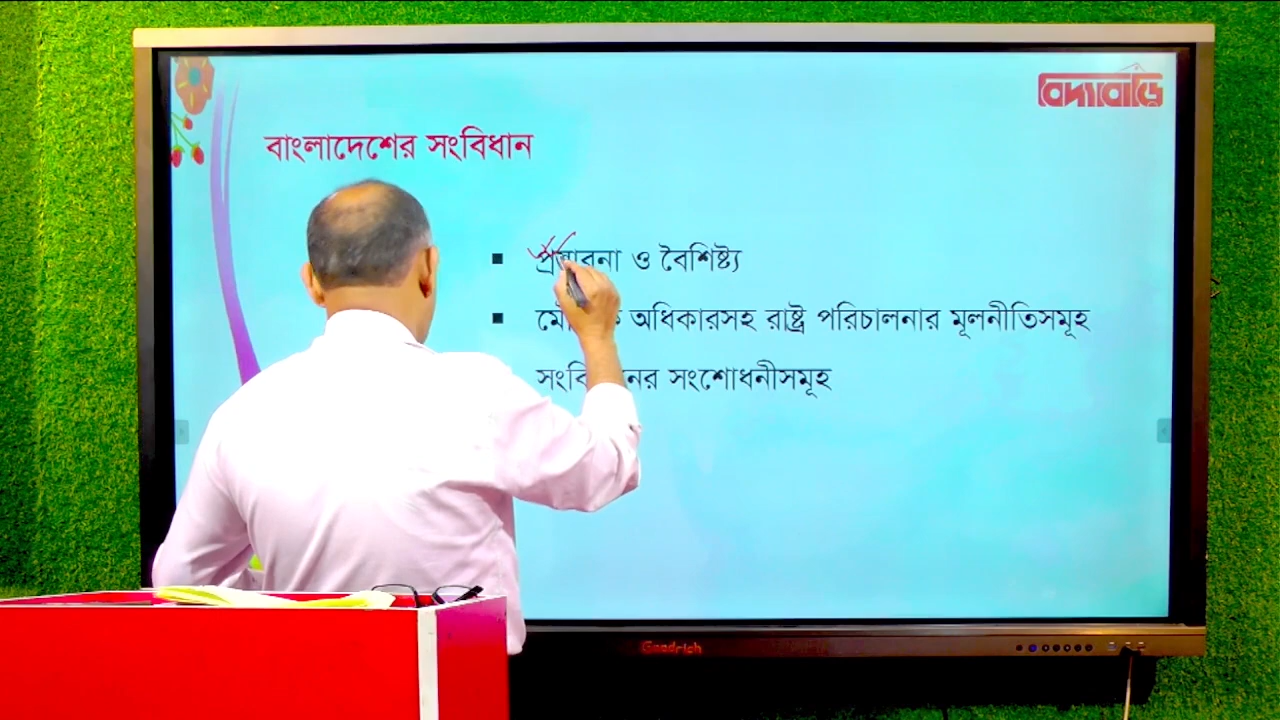 বিদ্যাবাড়ি
বাংলাদেশের সংবিধান
ও বৈশিষ্ট্য
অধিকারসহ রাষ্ট্র পরিচালনার মূলনীতিসমূহ
সংশোধনীসমূহ
Goodrich